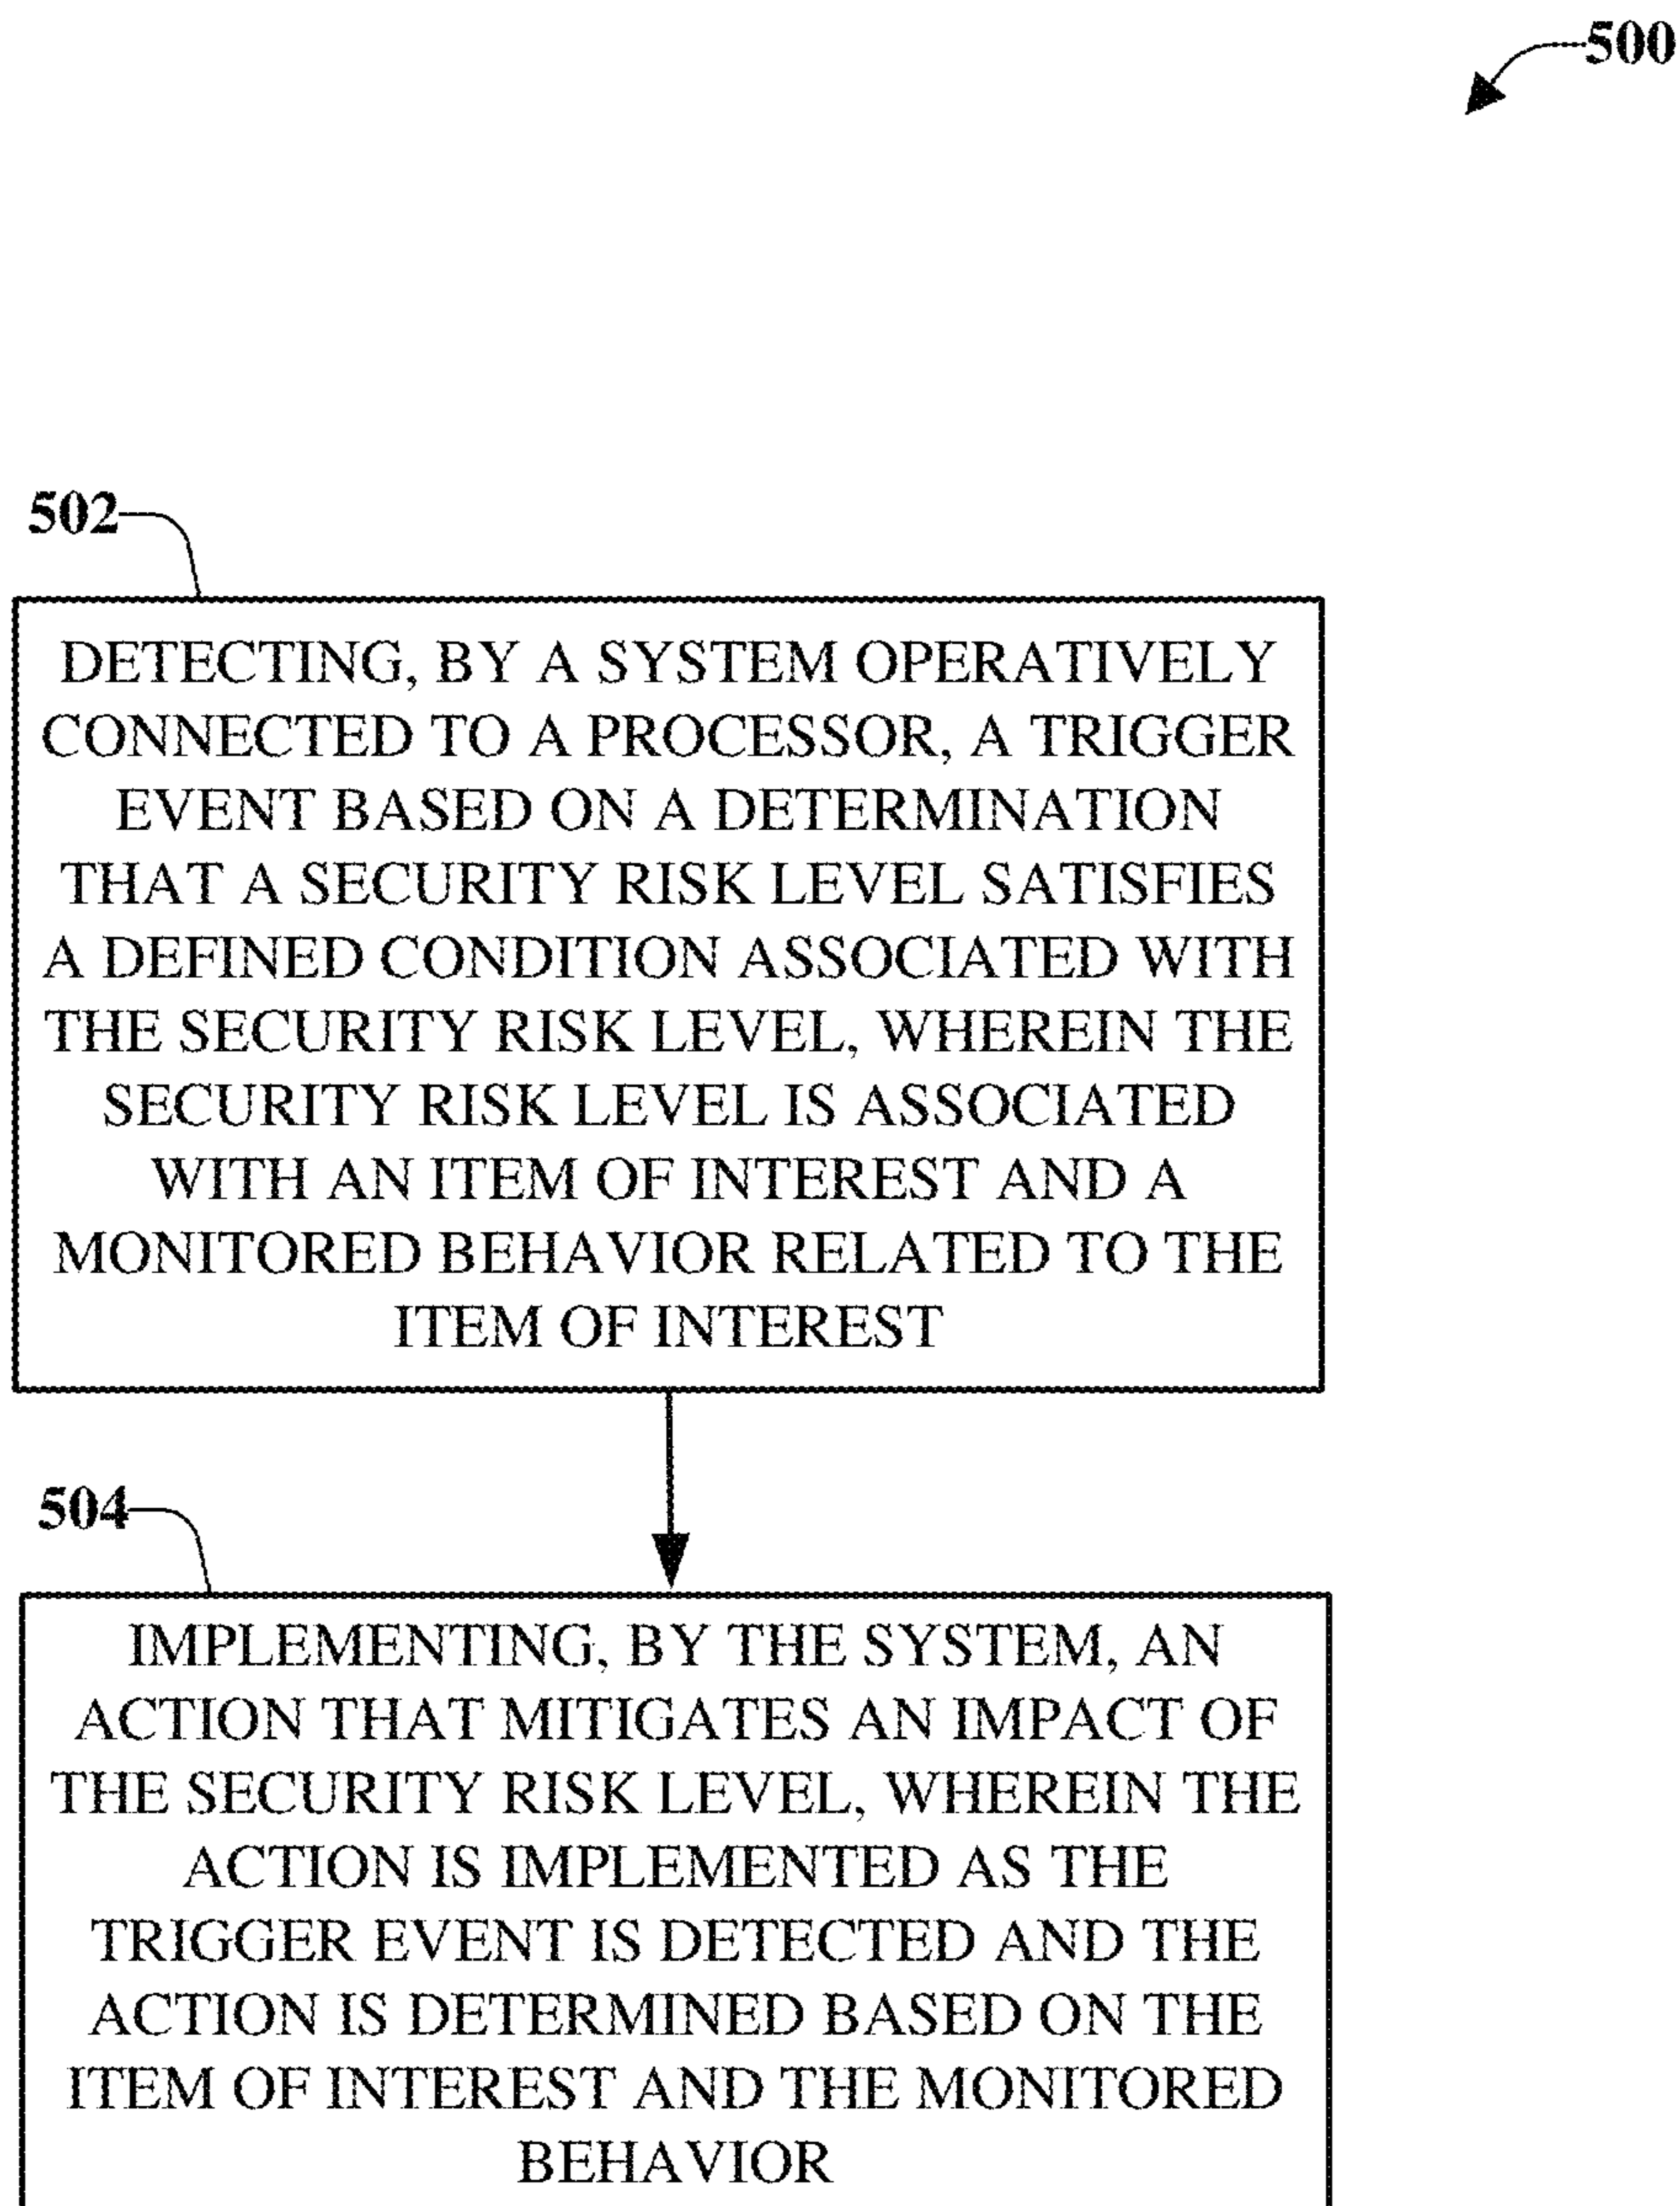 500
502
DETECTING, BY A SYSTEM OPERATIVELY
CONNECTED TO A PROCESSOR, A TRIGGER
EVENT BASED ON A DETERMINATION
THAT A SECURITY RISK LEVEL SATISFIES
A DEFINED CONDITION ASSOCIATED WITH
THE SECURITY RISK LEVEL, WHEREIN THE
SECURITY RISK LEVEL IS ASSOCIATED
WITH AN ITEM OF INTEREST AND A
MONITORED BEHAVIOR RELATED TO THE
ITEM OF INTEREST
504
IMPLEMENTING, BY THE SYSTEM, AN
ACTION THAT MITIGATES AN IMPACT OF
THE SECURITY RISK LEVEL, WHEREIN THE
ACTION IS IMPLEMENTED AS THE
TRIGGER EVENT IS DETECTED AND THE
ACTION IS DETERMINED BASED ON THE
ITEM OF INTEREST AND THE MONITORED
BEHAVIOR